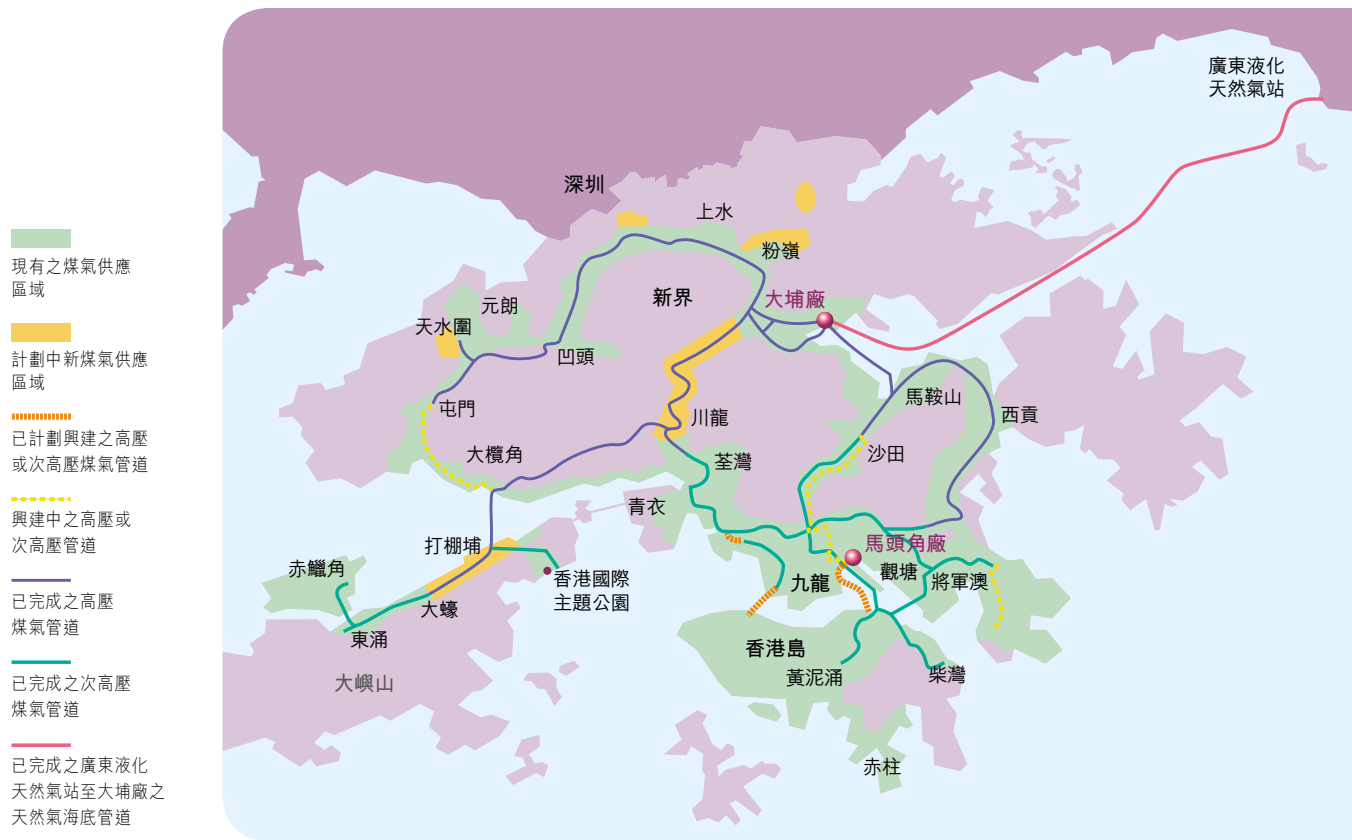 現有之煤氣供應
區域
計劃中新煤氣供應
區域
已計劃興建之高壓
或次高壓煤氣管道
興建中之高壓或
次高壓管道
已完成之高壓
煤氣管道
已完成之次高壓
煤氣管道
已完成之廣東液化
天然氣站至大埔廠之
天然氣海底管道
廣東液化
天然氣站
深圳
上水
粉嶺
新界
大埔廠
元朗
天水圍
凹頭
屯門
川龍
馬鞍山
西貢
大欖角
荃灣
沙田
青衣
打棚埔
馬頭角廠
赤鱲角
香港國際
主題公園
九龍
觀塘
將軍澳
大蠔
東涌
香港島
大嶼山
黃泥涌
柴灣
赤柱